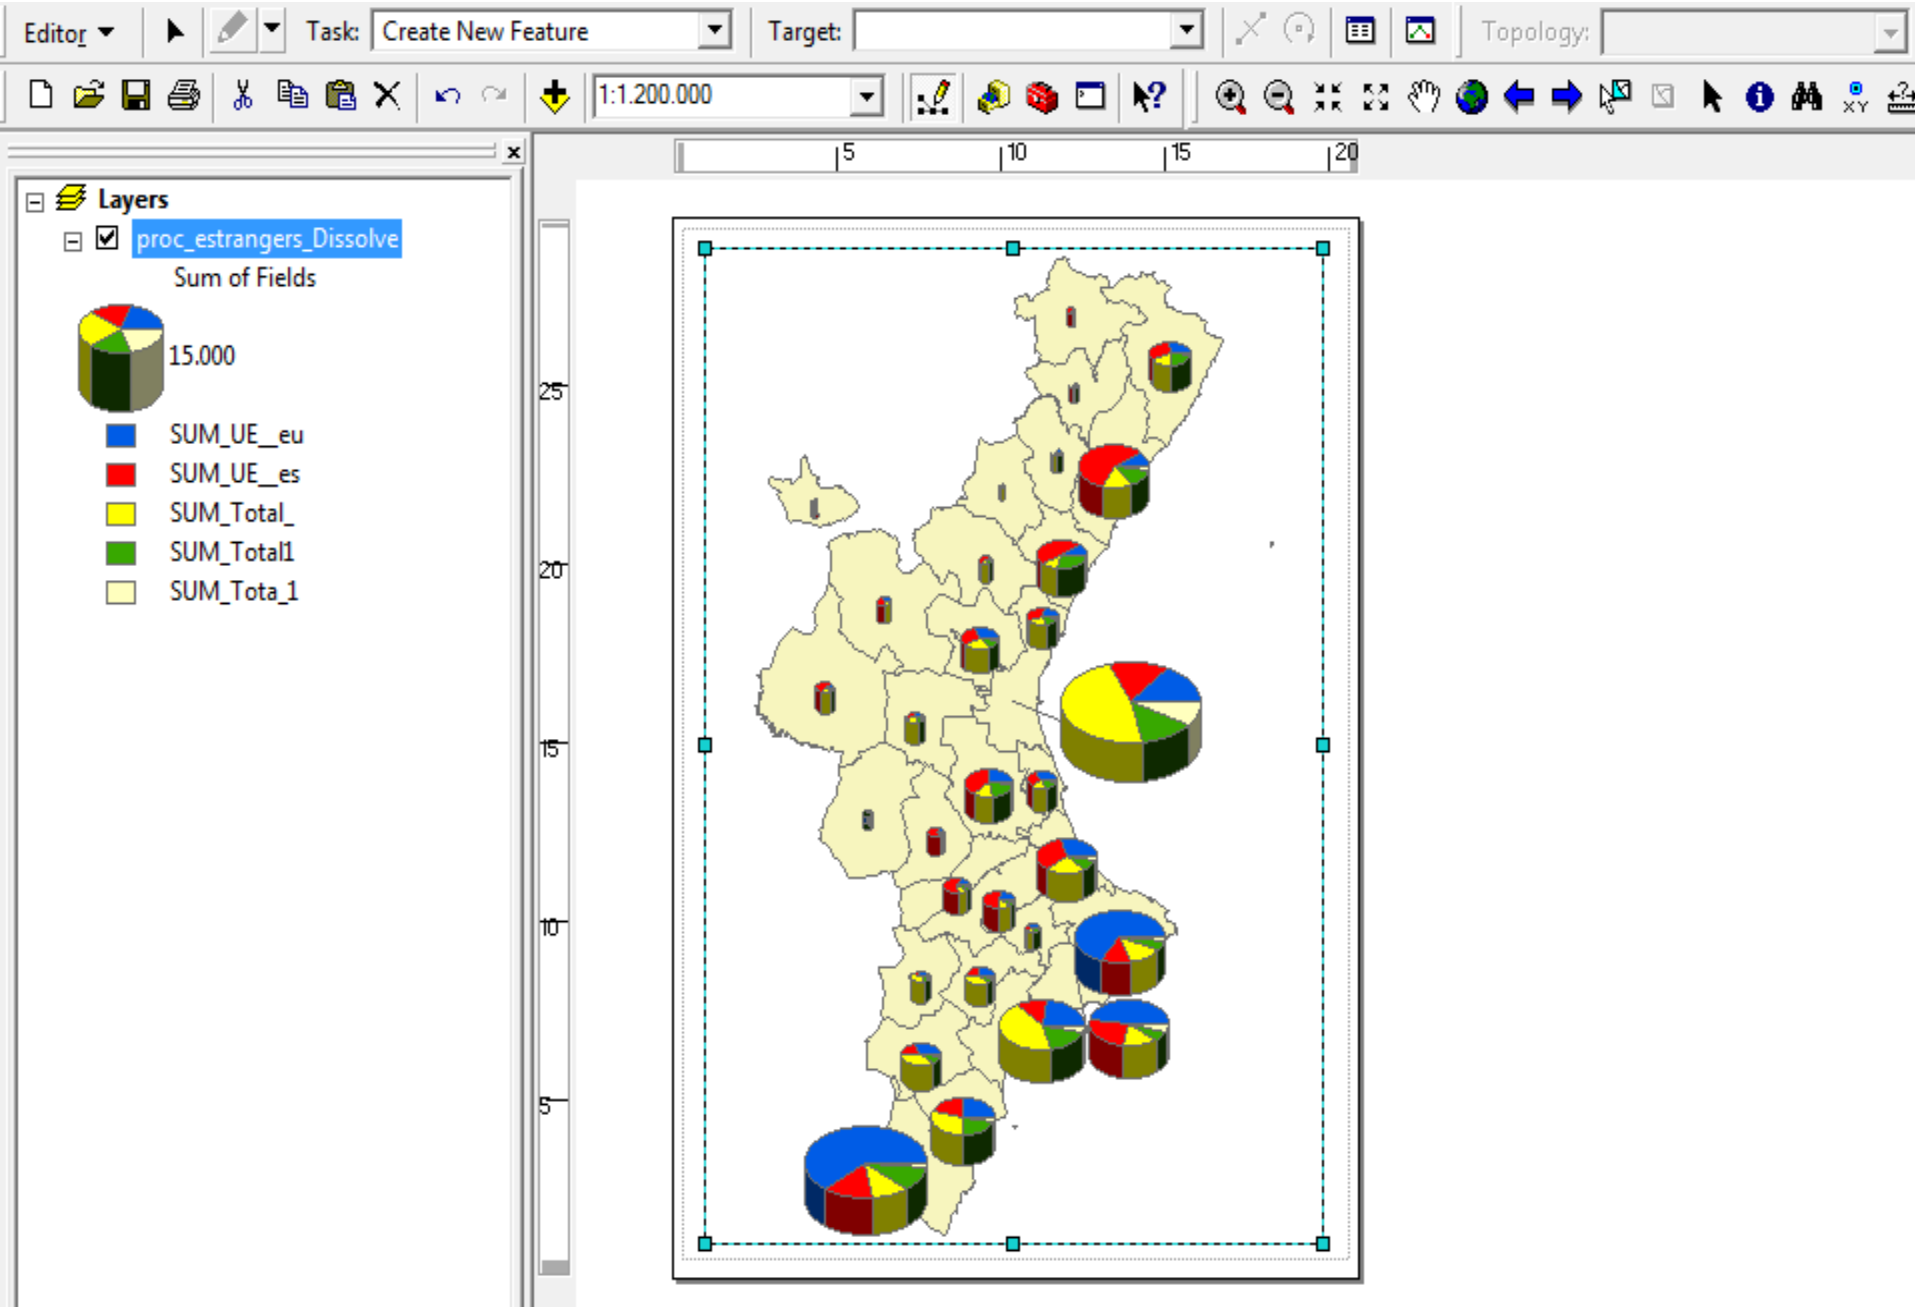 Editor Task: Create New Feature Target: Topology:
1:1.200.000
XY
5 10 15 20
Layers
proc_estrangers_Dissolve
Sum of Fields
15.000
SUM_UE__eu
SUM_UE__es
SUM_Total_
SUM_Total1
SUM_Tota_1
25
20
15
10
5